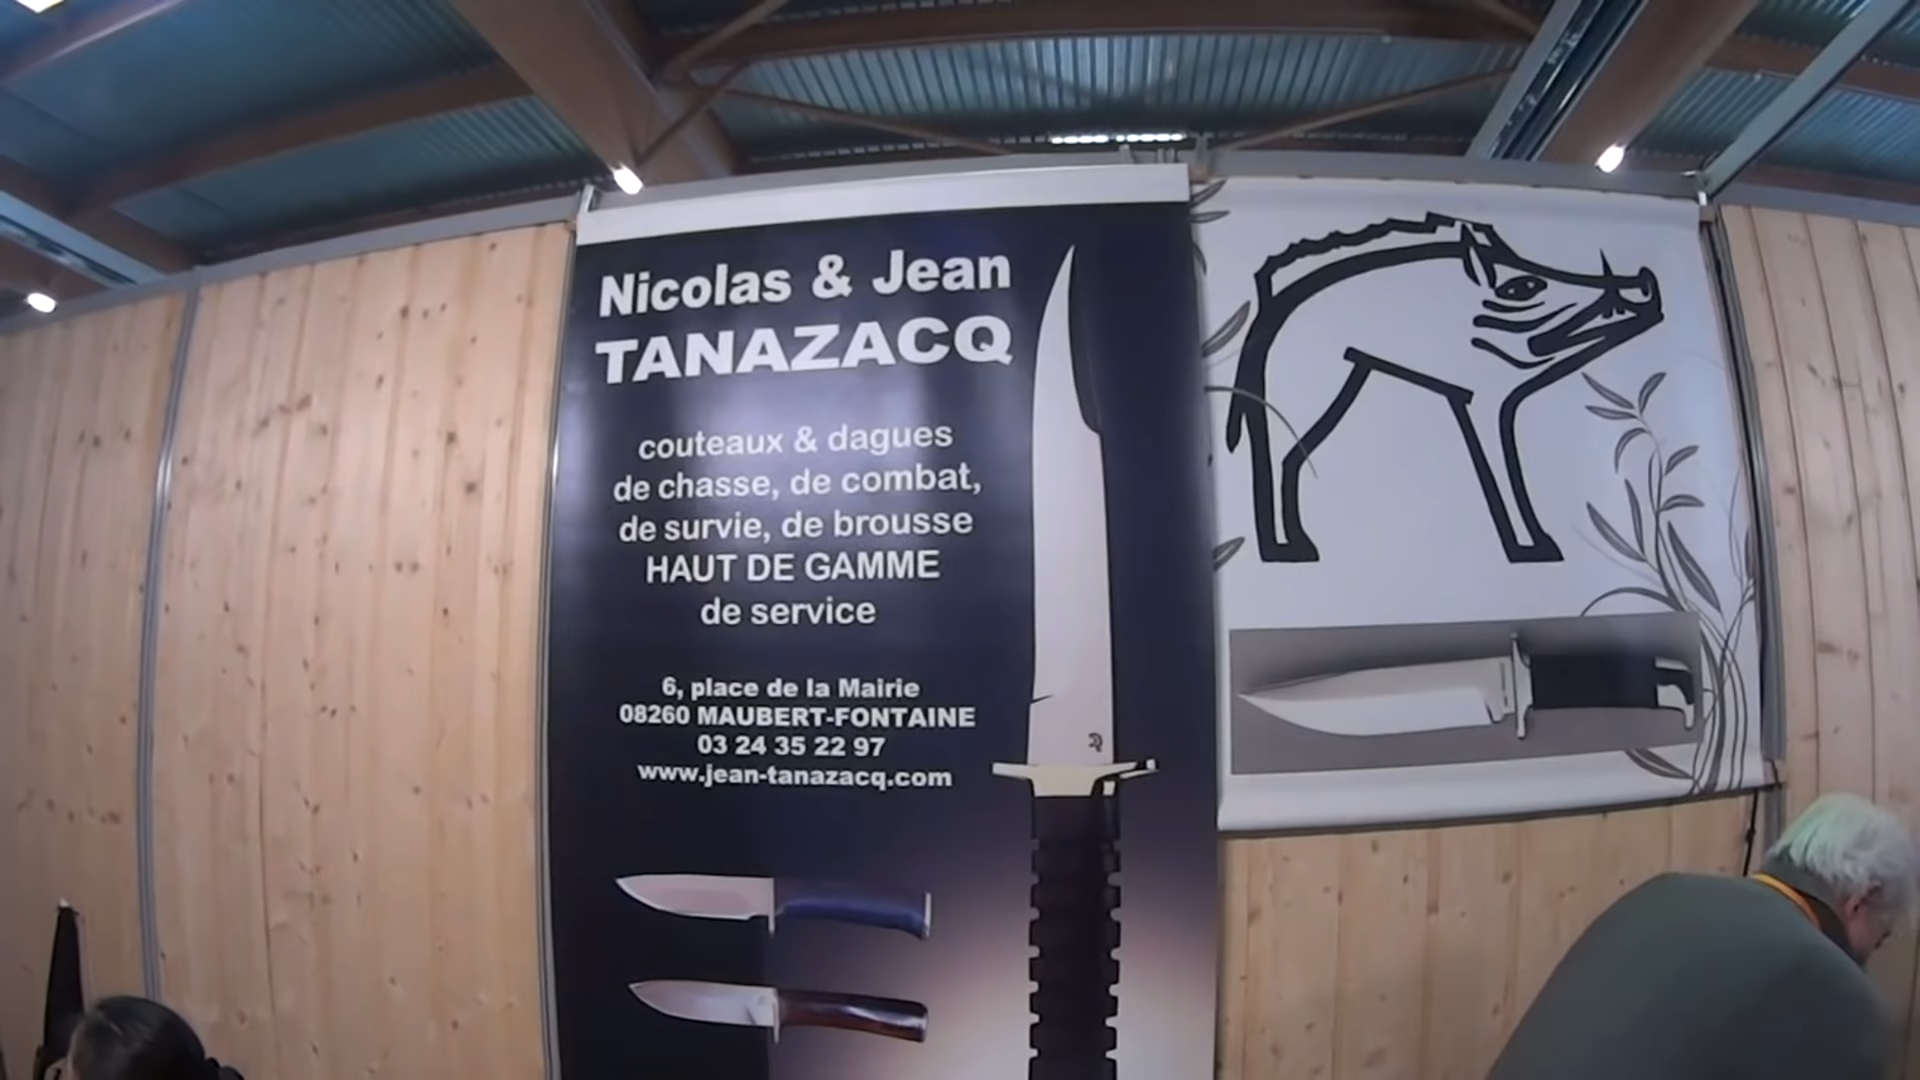 Nicolas & Jean
TANAZACQ
couteaux & dagues
de chasse, de combat,
de survie, de brousse
HAUT DE GAMME
de service
6, place de la Mairie
08260 MAUBERT-FONTAINE
03 24 35 22 97
www.jean-tanazacq.com